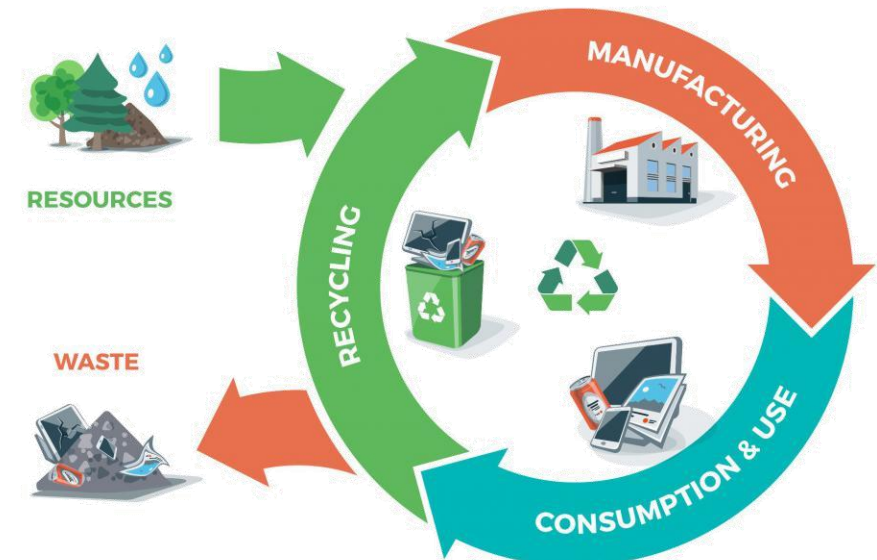 RESOURCES
WASTE
RECYCLING
MANUFACTURING
CONSUMPTION & USE